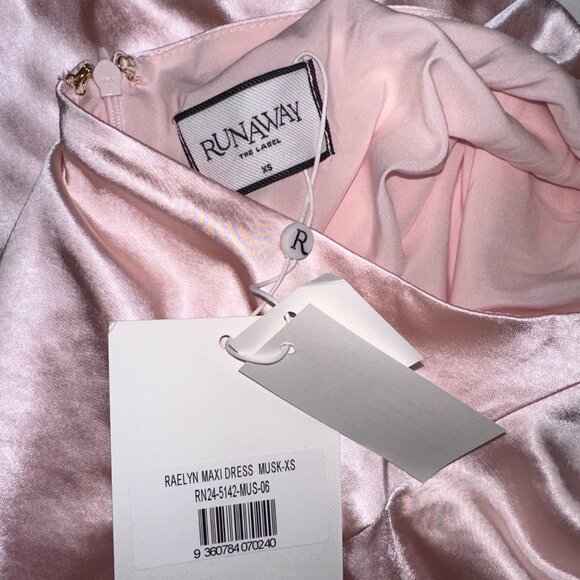 RUNAWAY
THE LABEL
XS
R
RAELYN MAXI DRESS MUSK-XS
RN24-5142-MUS-06
9 360784 070240